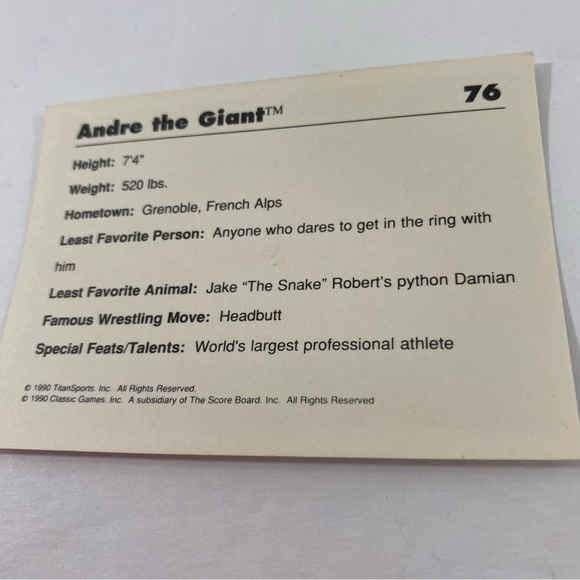 Andre the Giant™ 76
Height: 7'4"
Weight: 520 lbs.
Hometown: Grenoble, French Alps
Least Favorite Person: Anyone who dares to get in the ring with
him
Least Favorite Animal: Jake "The Snake" Robert's python Damian
Famous Wrestling Move: Headbutt
Special Feats/Talents: World's largest professional athlete
© 1990 TitanSports, Inc. All Rights Reserved.
© 1990 Classic Games, Inc. A subsidiary of The Score Board, Inc. All Rights Reserved